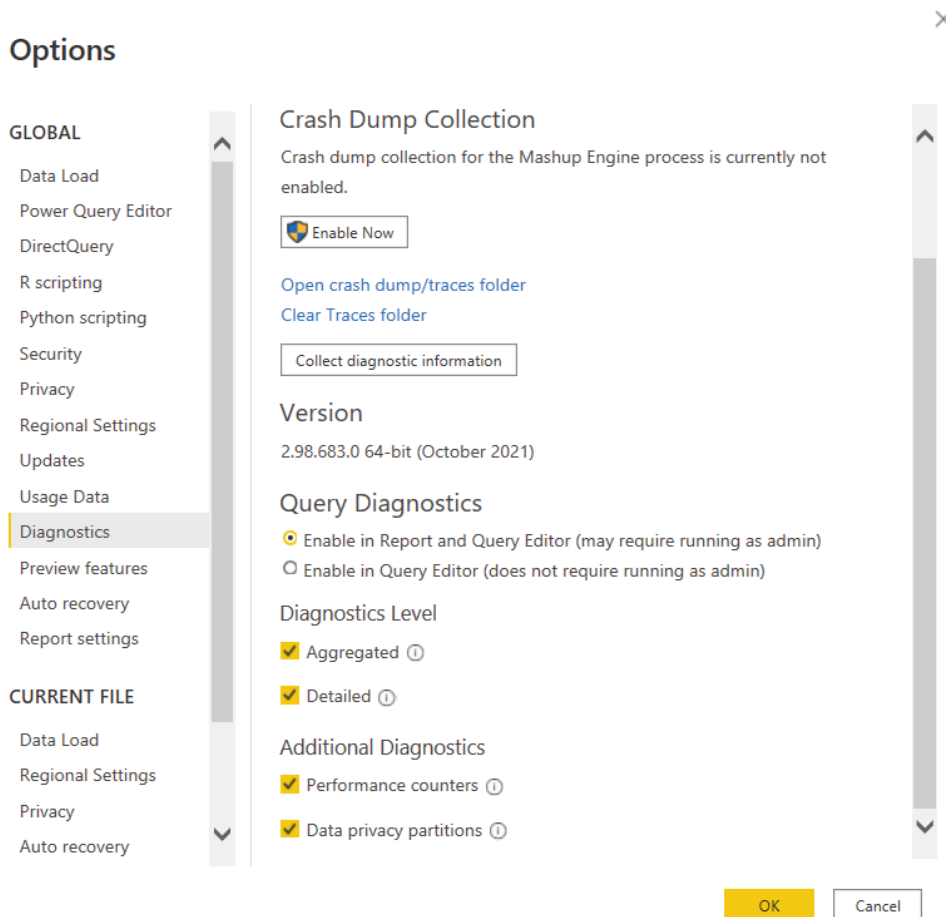 Options
GLOBAL
Data Load
Power Query Editor
DirectQuery
R scripting
Python scripting
Security
Privacy
Regional Settings
Updates
Usage Data
Diagnostics
Preview features
Auto recovery
Report settings
CURRENT FILE
Data Load
Regional Settings
Privacy
Auto recovery
Crash Dump Collection
Crash dump collection for the Mashup Engine process is currently not
enabled.
Enable Now
Open crash dump/traces folder
Clear Traces folder
Collect diagnostic information
Version
2.98.683.0 64-bit (October 2021)
Query Diagnostics
Enable in Report and Query Editor (may require running as admin)
Enable in Query Editor (does not require running as admin)
Diagnostics Level
Aggregated
Detailed
Additional Diagnostics
Performance counters
Data privacy partitions
OK
Cancel